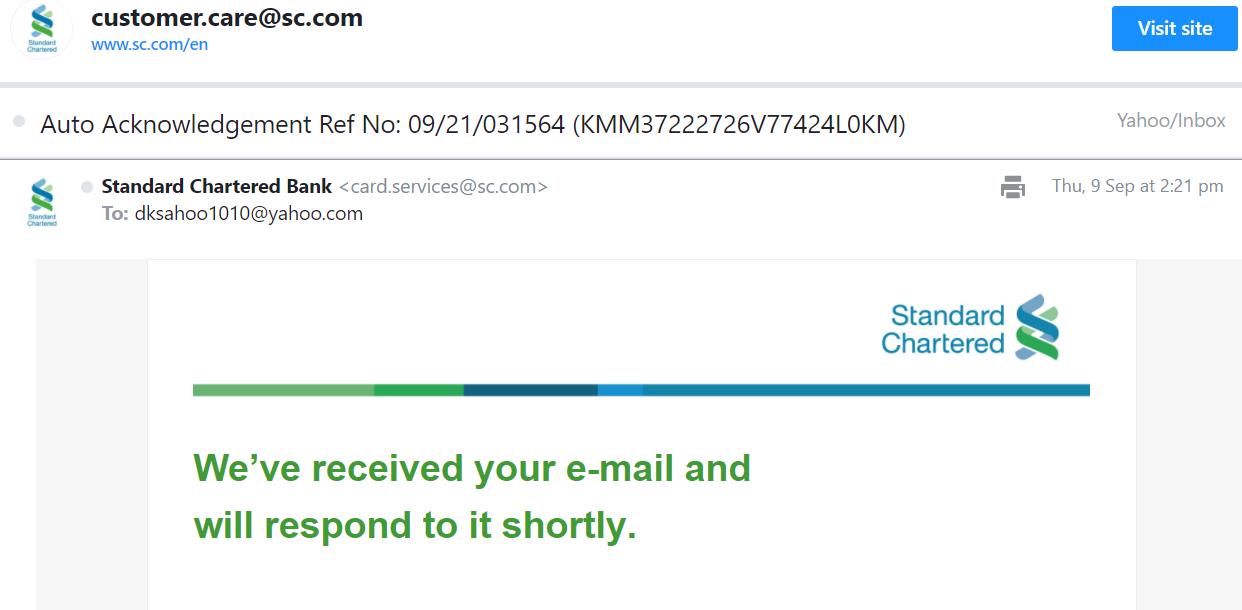 Standard
Chartered
customer.care@sc.com
www.sc.com/en
Visit site
Auto Acknowledgement Ref No: 09/21/031564 (KMM37222726V77424L0KM)
Yahoo/Inbox
Standard
Chartered
Standard Chartered Bank <card.services@sc.com>
Thu, 9 Sep at 2:21 pm
To: dksahoo1010@yahoo.com
Standard
Chartered
We’ve received your e-mail and
will respond to it shortly.